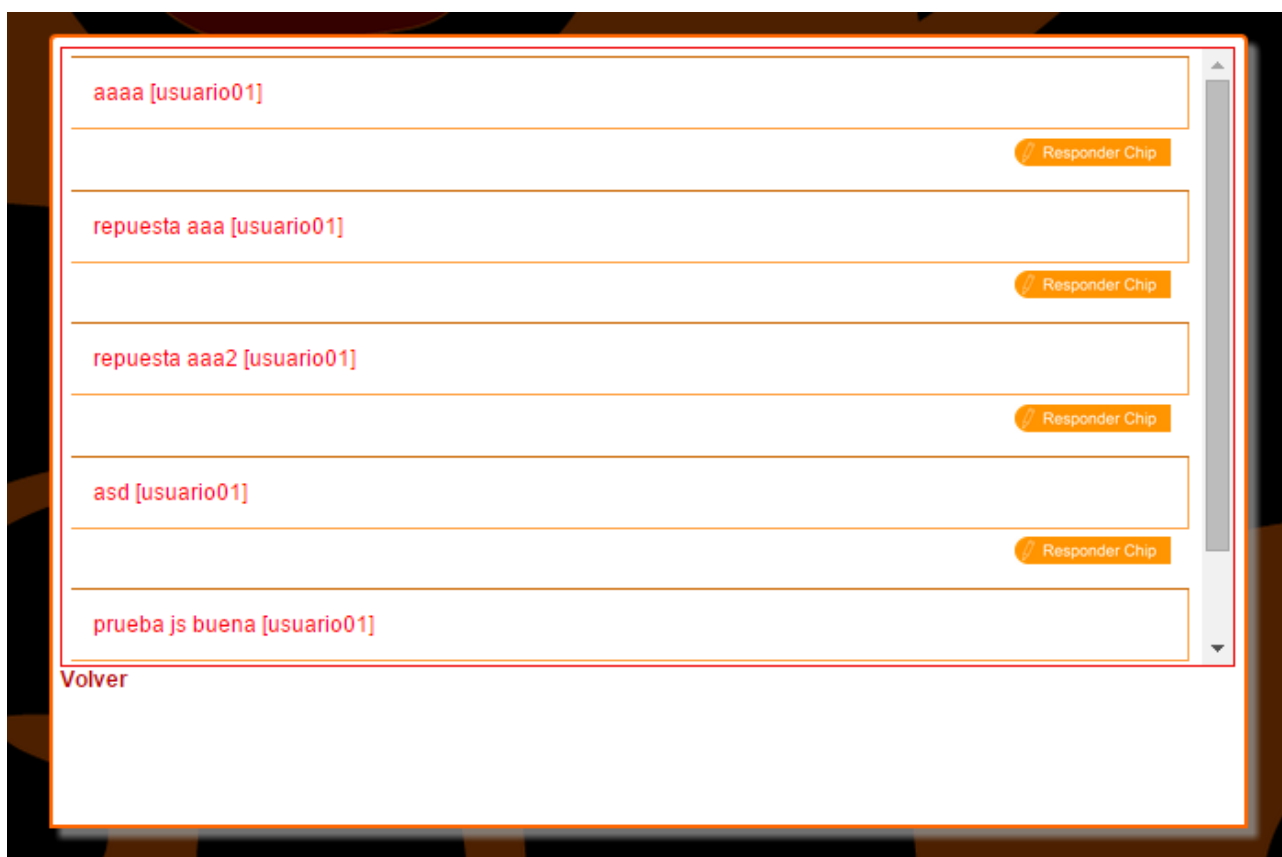 aaaa [usuario01]
Responder Chip
repuesta aaa [usuario01]
Responder Chip
repuesta aaa2 [usuario01]
Responder Chip
asd [usuario01]
Responder Chip
prueba js buena [usuario01]
Volver